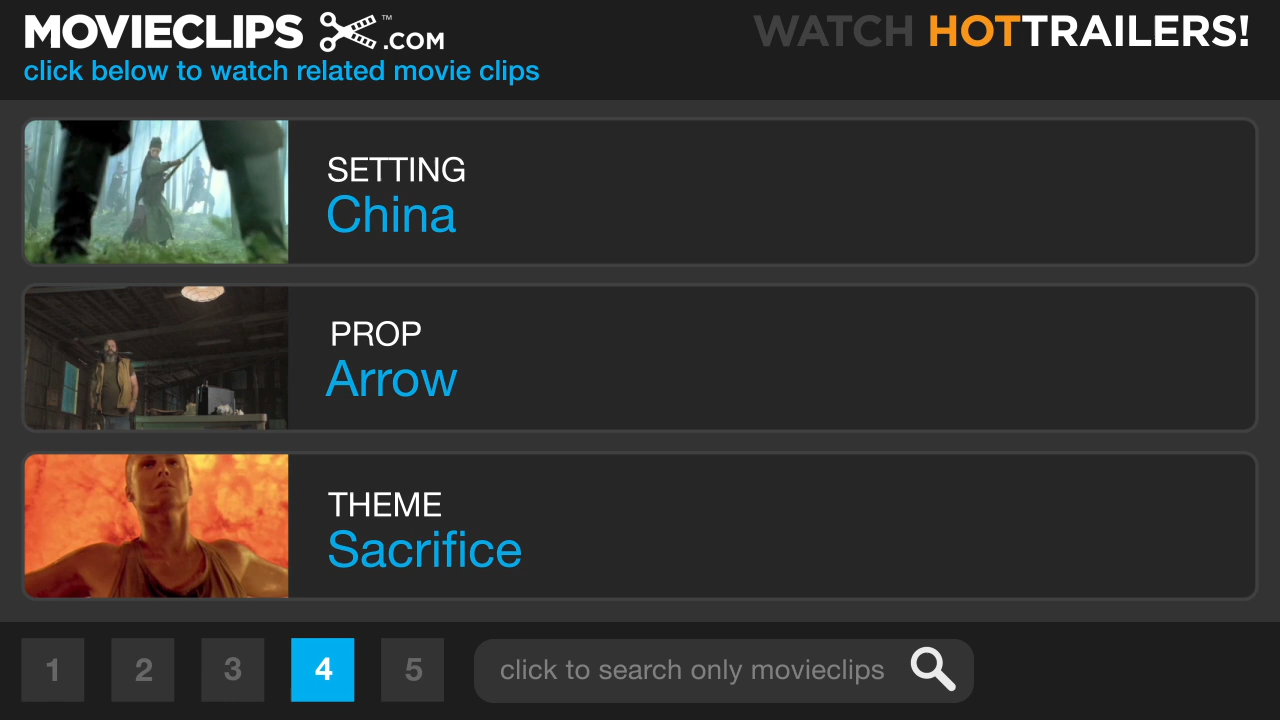 MOVIECLIPS ™ .COM
WATCH HOTTRAILERS!
click below to watch related movie clips
SETTING
China
PROP
Arrow
THEME
Sacrifice
1 2 3 4 5
click to search only movieclips